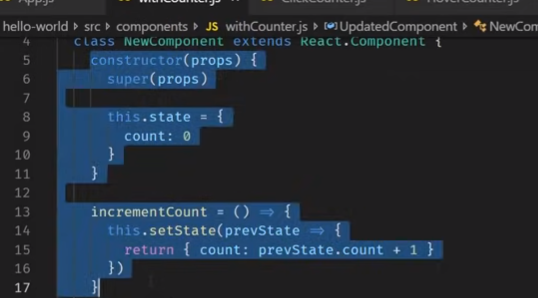 App.js withCounter.js ClickCounter.js HoverCounter.js
hello-world > src > components > JS withCounter.js > UpdatedComponent > NewCom
4 class NewComponent extends React.Component {
5 constructor(props) {
6 super(props)
7
8 this.state = {
9 count: 0
10 }
11 }
12
13 incrementCount = () ⇒ {
14 this.setState(prevState ⇒ {
15 return { count: prevState.count + 1 }
16 })
17 }